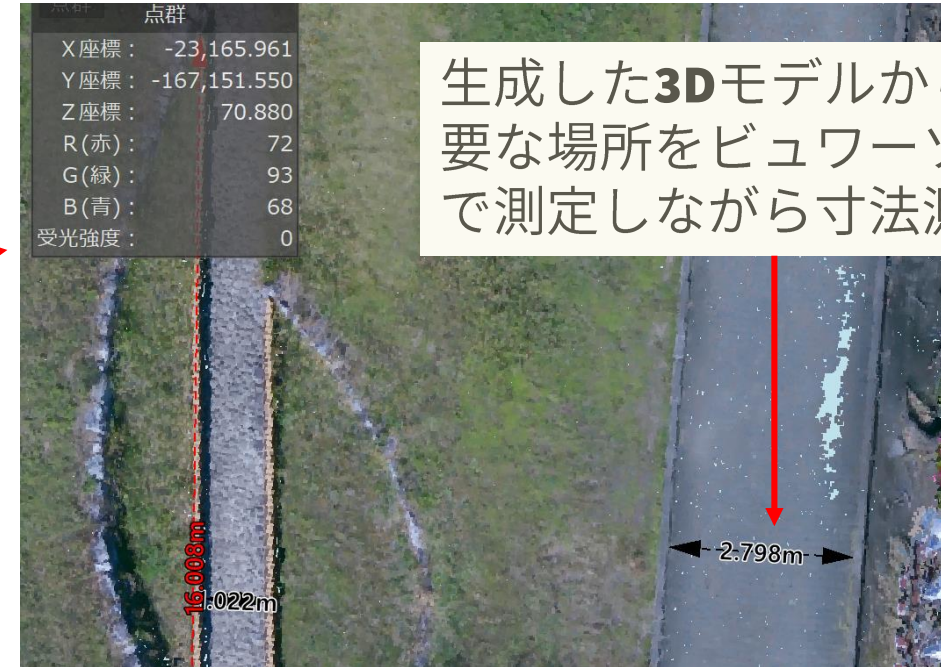 点群
X座標： -23,165.961
Y座標： -167,151.550
Z座標： 70.880
R(赤)： 72
G(緑)： 93
B(青)： 68
受光強度： 0
生成した3Dモデルか
要な場所をビュワー
で測定しながら寸法
16.008m
.022m
2.798m